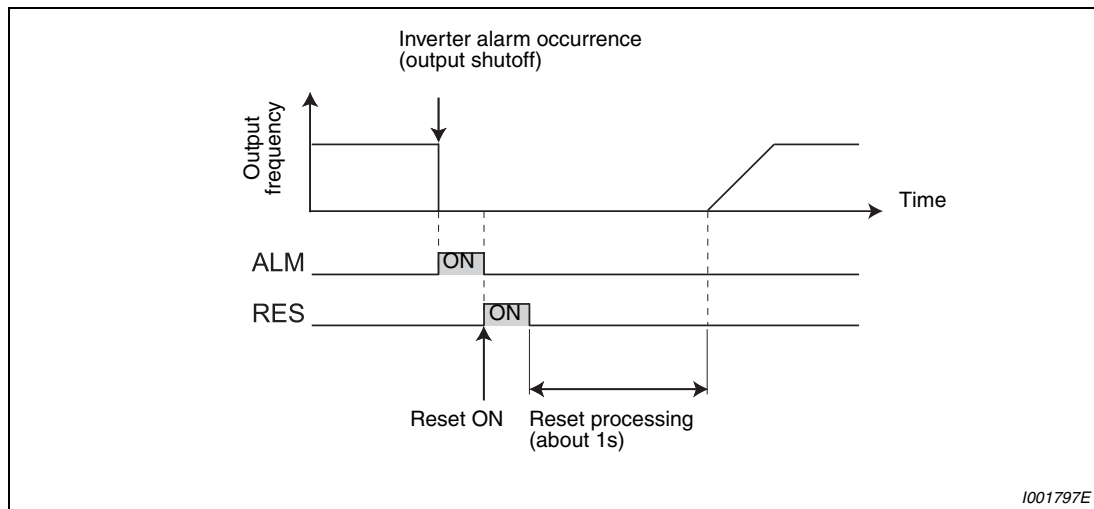 Inverter alarm occurrence
(output shutoff)
Output
frequency
Time
ALM
ON
RES
ON
Reset ON
Reset processing
(about 1s)
I001797E